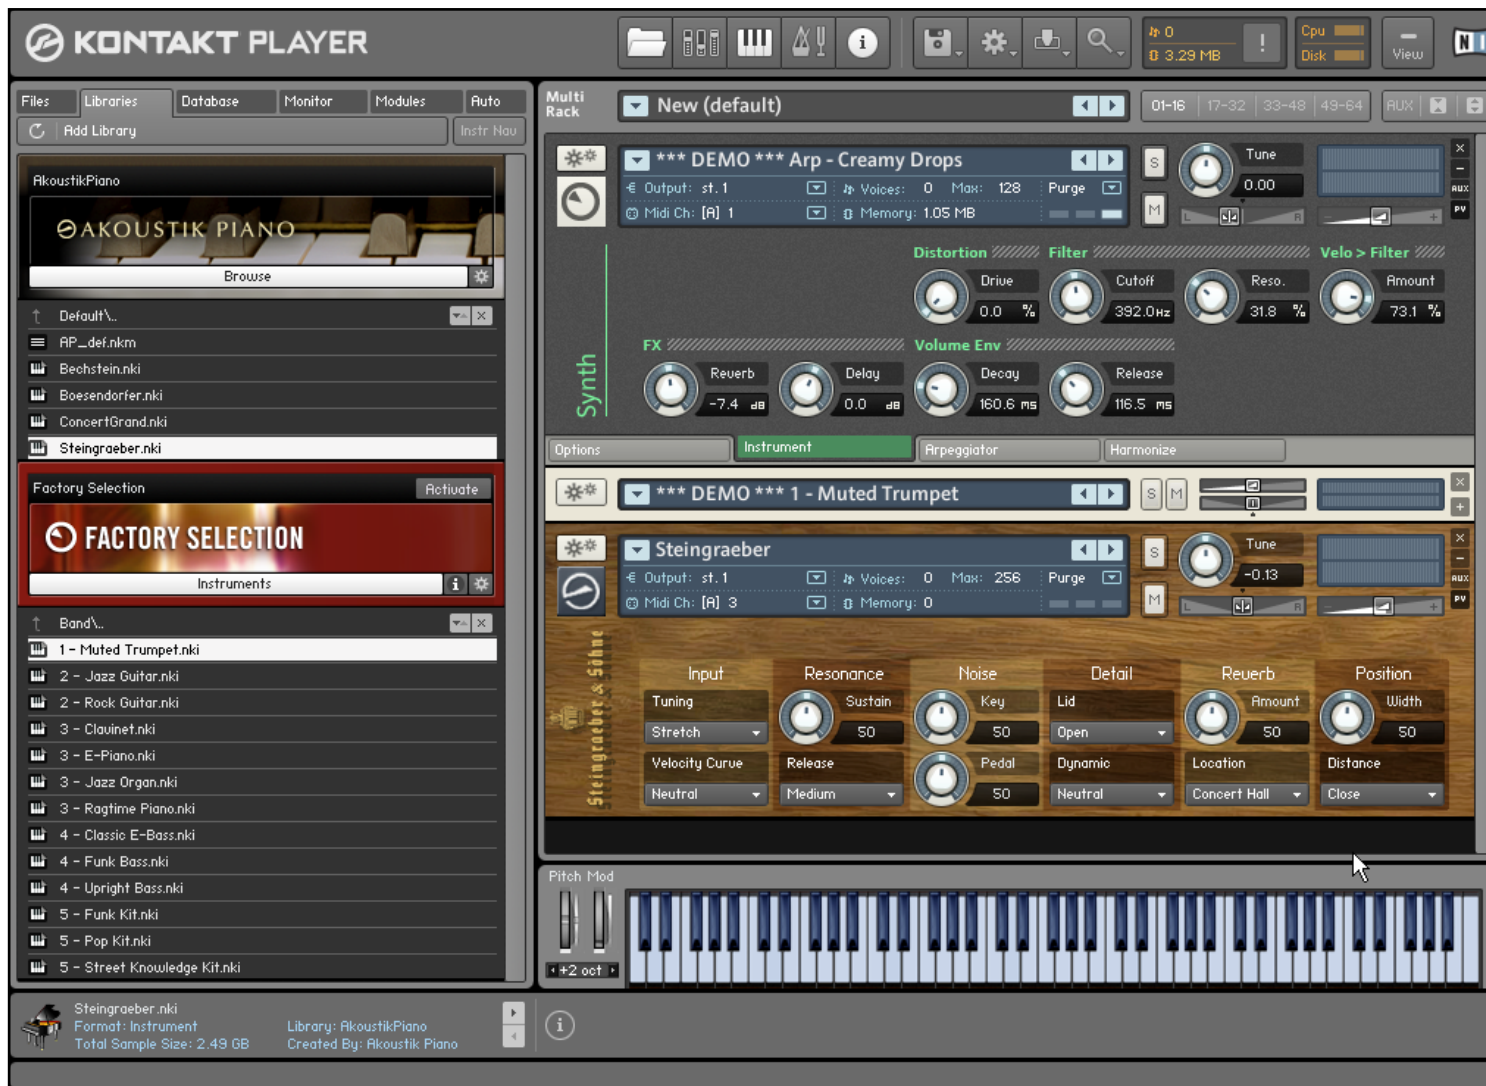 KONTAKT PLAYER
0
3.29 MB
!
Cpu
Disk
View
Files Libraries Database Monitor Modules Auto
Add Library Instr Nav
AkoustikPiano
AKOUSTIK PIANO
Browse
Default\..
AP_def.nkm
Bechstein.nki
Boesendorfer.nki
ConcertGrand.nki
Steingraeber.nki
Factory Selection Activate
FACTORY SELECTION
Instruments i
Band\..
1 - Muted Trumpet.nki
2 - Jazz Guitar.nki
2 - Rock Guitar.nki
3 - Clavinet.nki
3 - E-Piano.nki
3 - Jazz Organ.nki
3 - Ragtime Piano.nki
4 - Classic E-Bass.nki
4 - Funk Bass.nki
4 - Upright Bass.nki
5 - Funk Kit.nki
5 - Pop Kit.nki
5 - Street Knowledge Kit.nki
Multi
Rack
New (default)
01-16 17-32 33-48 49-64 AUX
*** DEMO *** Arp - Creamy Drops
Output: st.1 Voices: 0 Max: 128 Purge
Midi Ch: [A] 1 Memory: 1.05 MB
S
M
Tune
0.00
L R - +
AUX
PV
Synth
Distortion Filter Velo > Filter
Drive Cutoff Reso. Amount
0.0 % 392.0Hz 31.8 % 73.1 %
FX Volume Env
Reverb Delay Decay Release
-7.4 dB 0.0 dB 160.6 ms 116.5 ms
Options Instrument Arpeggiator Harmonize
*** DEMO *** 1 - Muted Trumpet
S M
Steingraeber
Output: st.1 Voices: 0 Max: 256 Purge
Midi Ch: [A] 3 Memory: 0
S
M
Tune
-0.13
L R - +
AUX
PV
Steingraeber & Söhne
Input Resonance Noise Detail Reverb Position
Tuning Sustain Key Lid Amount Width
Stretch 50 50 Open 50 50
Velocity Curve Release Pedal Dynamic Location Distance
Neutral Medium 50 Neutral Concert Hall Close
Pitch Mod
+2 oct
Steingraeber.nki
Format: Instrument Library: AkoustikPiano
Total Sample Size: 2.49 GB Created By: Akoustik Piano